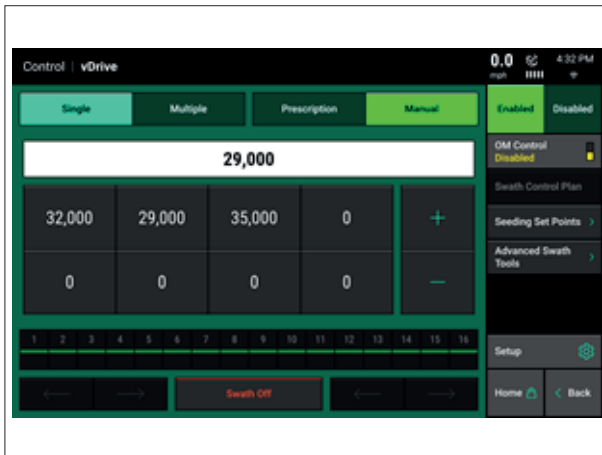 Control | vDrive
0.0 mph
4:32 PM
Single Multiple Prescription Manual
Enabled Disabled
29,000
OM Control
Disabled
Swath Control Plan
32,000 29,000 35,000 0 +
Seeding Set Points >
Advanced Swath
Tools >
0 0 0 0 −
1 2 3 4 5 6 7 8 9 10 11 12 13 14 15 16
Setup
← → Swath Off ← →
Home < Back